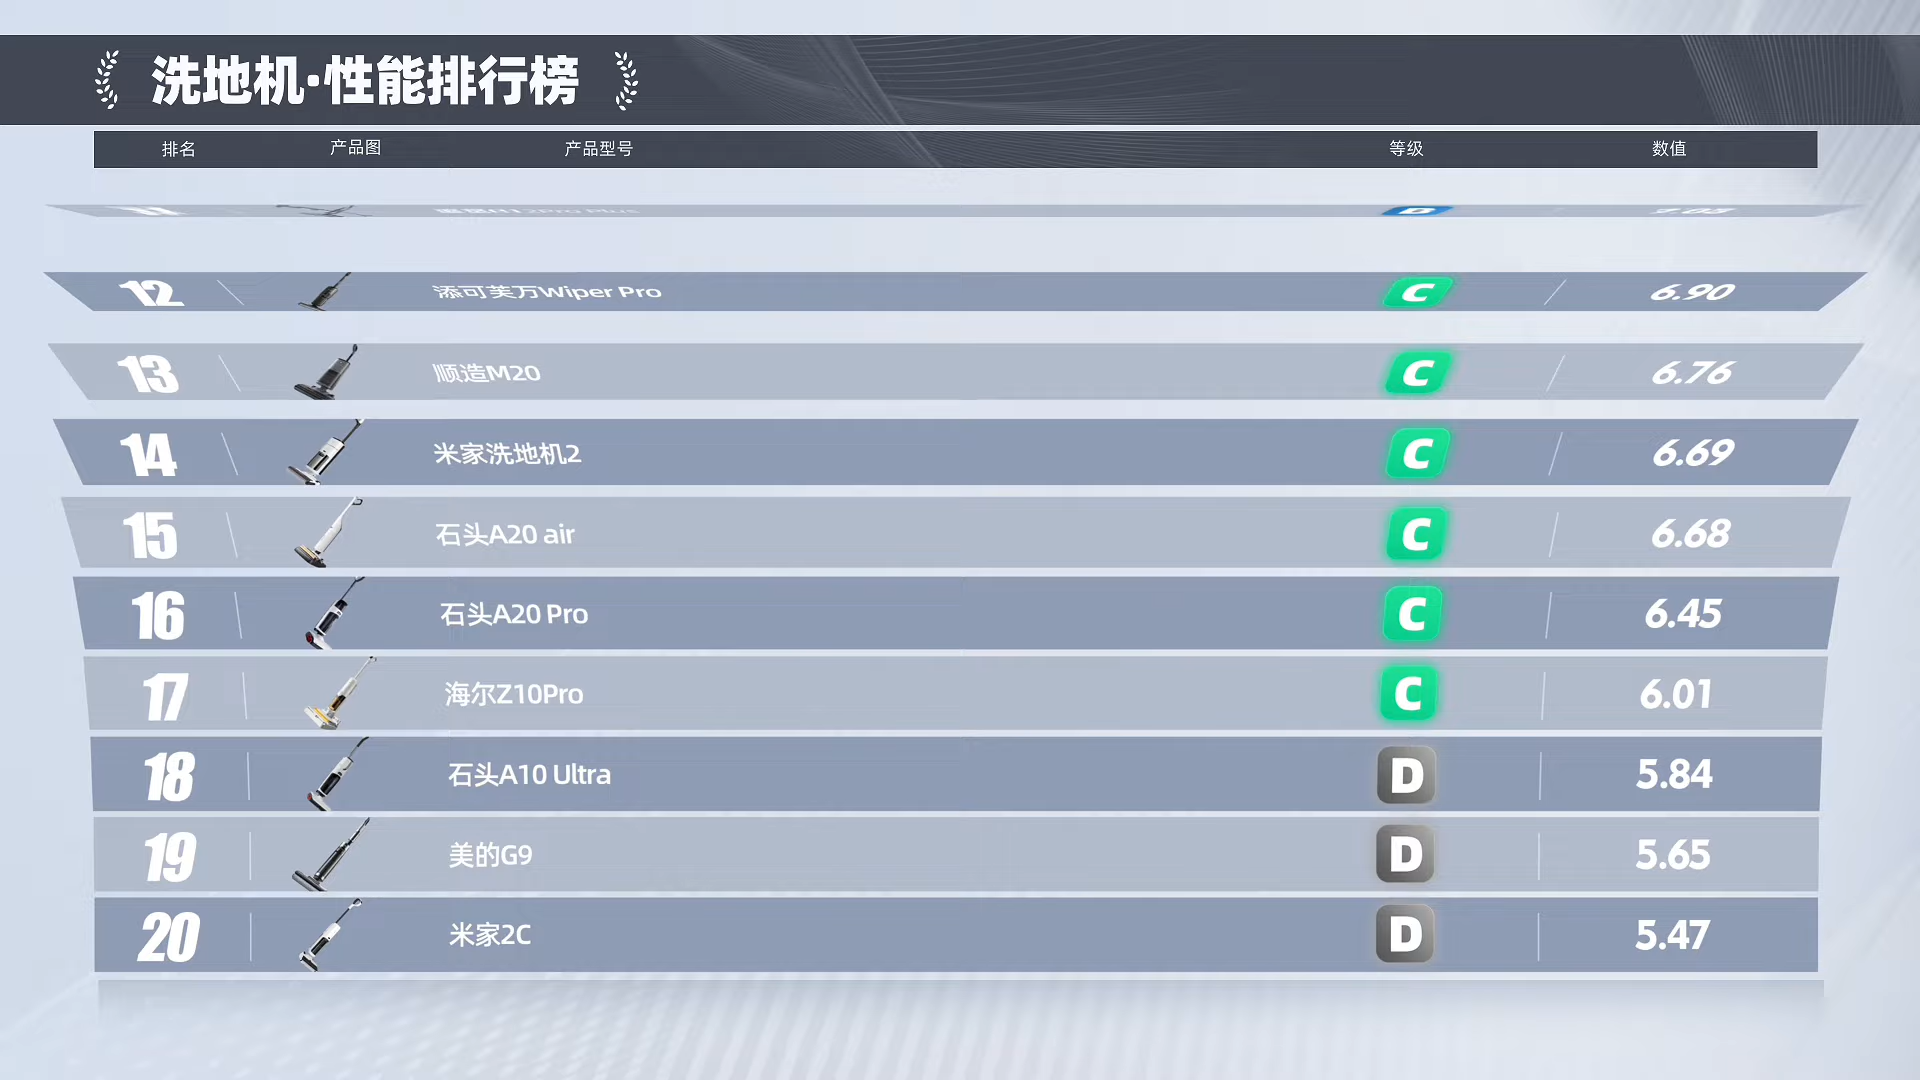 洗地机·性能排行榜
排名 产品图 产品型号 等级 数值
11
12 添可芙万Wiper Pro C 6.90
13 顺造M20 C 6.76
14 米家洗地机2 C 6.69
15 石头A20 air C 6.68
16 石头A20 Pro C 6.45
17 海尔Z10Pro C 6.01
18 石头A10 Ultra D 5.84
19 美的G9 D 5.65
20 米家2C D 5.47